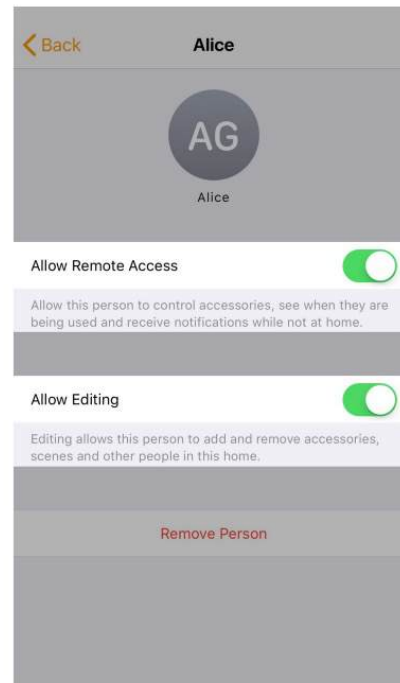 Back
Alice
AG
Alice
Allow Remote Access
Allow this person to control accessories, see when they are
being used and receive notifications while not at home.
Allow Editing
Editing allows this person to add and remove accessories,
scenes and other people in this home.
Remove Person